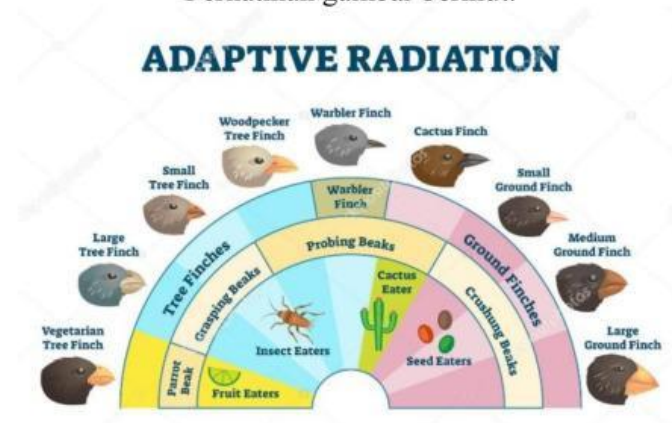 ADAPTIVE RADIATION
Warbler Finch
Woodpecker
Tree Finch
Cactus Finch
Small
Tree Finch
Small
Ground Finch
Large
Tree Finch
Medium
Ground Finch
Vegetarian
Tree Finch
Large
Ground Finch
Warbler
Finch
Tree Finches
Ground Finches
Probing Beaks
Grasping Beaks
Crushung Beaks
Parrot
Beak
Cactus
Eater
Insect Eaters
Seed Eaters
Fruit Eaters